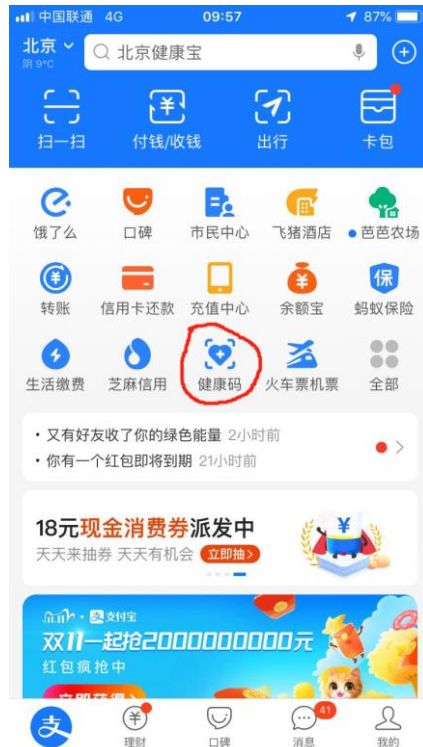 中国联通 4G 09:57 87%
北京 北京健康宝
阴 9°C
扫一扫 付钱/收钱 出行 卡包
饿了么 口碑 市民中心 飞猪酒店 芭芭农场
转账 信用卡还款 充值中心 余额宝 蚂蚁保险
生活缴费 芝麻信用 健康码 火车票机票 全部
• 又有好友收了你的绿色能量 2小时前
• 你有一个红包即将到期 21小时前
18元现金消费券派发中
天天来抽券 天天有机会 立即抽>
支付宝
双11一起抢2000000000元
红包疯抢中
支 理财 口碑 41 消息 我的